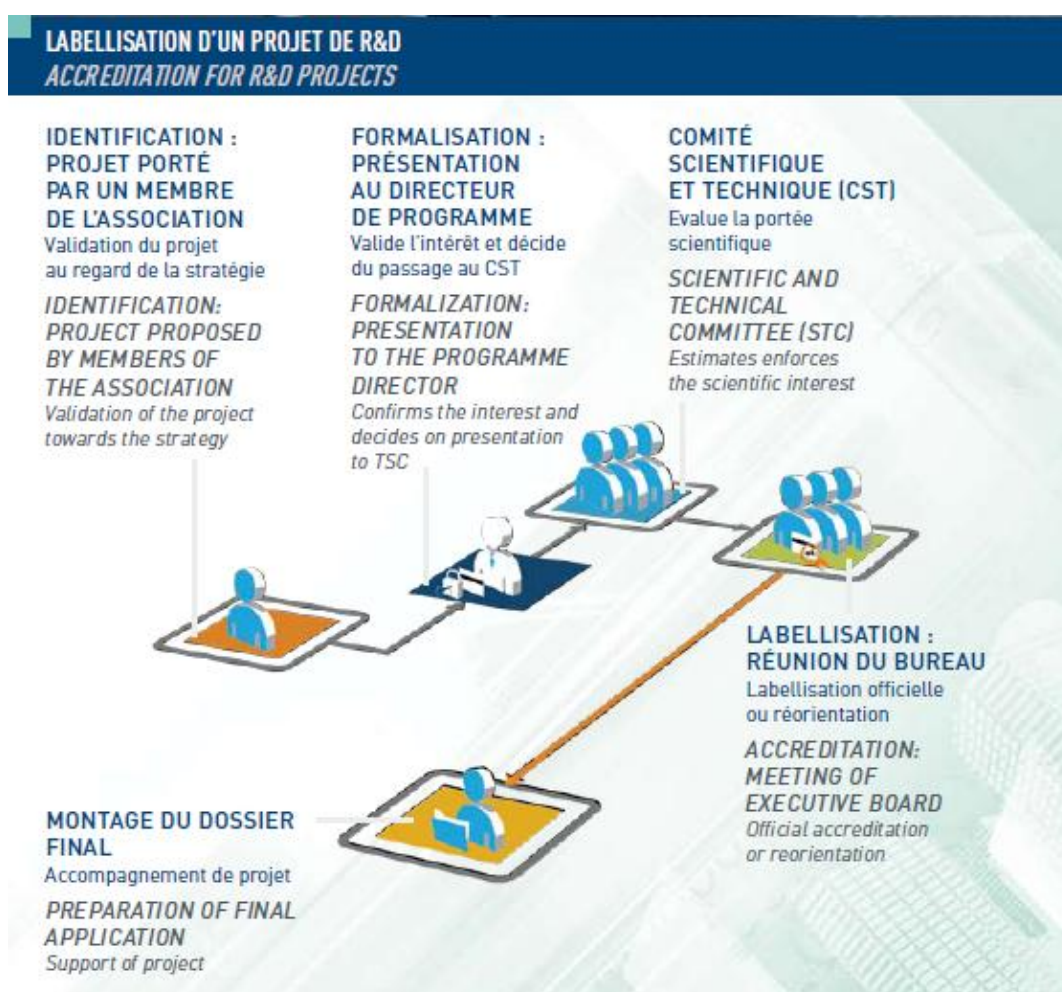 LABELLISATION D'UN PROJET DE R&D
ACCREDITATION FOR R&D PROJECTS
IDENTIFICATION :
PROJET PORTÉ
PAR UN MEMBRE
DE L'ASSOCIATION
Validation du projet
au regard de la stratégie
IDENTIFICATION:
PROJECT PROPOSED
BY MEMBERS OF
THE ASSOCIATION
Validation of the project
towards the strategy
FORMALISATION :
PRÉSENTATION
AU DIRECTEUR
DE PROGRAMME
Valide l'intérêt et décide
du passage au CST
FORMALIZATION:
PRESENTATION
TO THE PROGRAMME
DIRECTOR
Confirms the interest and
decides on presentation
to TSC
COMITÉ
SCIENTIFIQUE
ET TECHNIQUE (CST)
Evalue la portée
scientifique
SCIENTIFIC AND
TECHNICAL
COMMITTEE (STC)
Estimates enforces
the scientific interest
LABELLISATION :
RÉUNION DU BUREAU
Labellisation officielle
ou réorientation
ACCREDITATION:
MEETING OF
EXECUTIVE BOARD
Official accreditation
or reorientation
MONTAGE DU DOSSIER
FINAL
Accompagnement de projet
PREPARATION OF FINAL
APPLICATION
Support of project